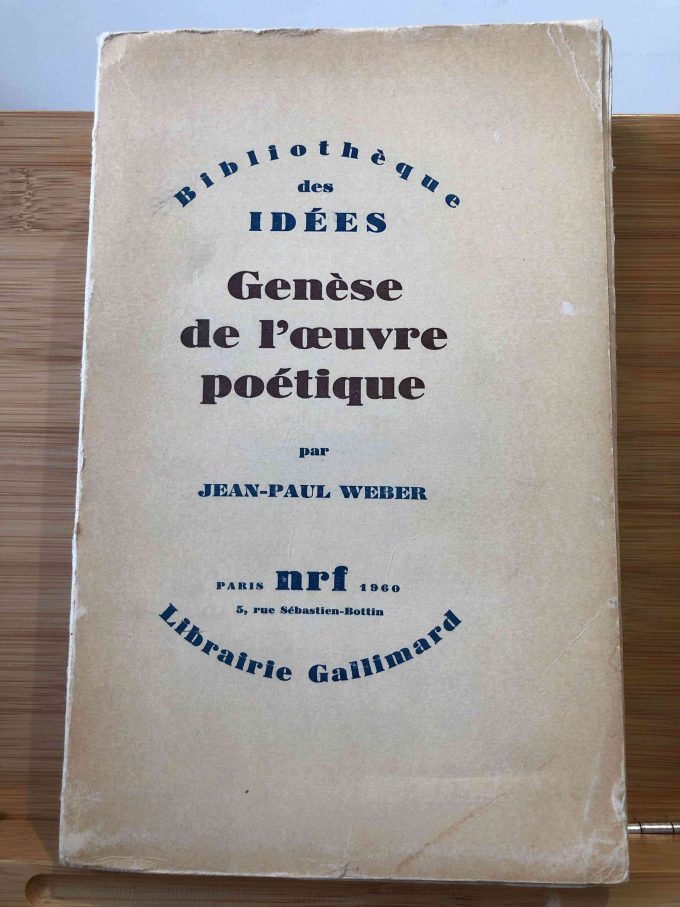 Bibliothèque
des
IDÉES
Genèse
de l'œuvre
poétique
par
JEAN-PAUL WEBER
PARIS nrf 1960
5, rue Sébastien-Bottin
Librairie Gallimard